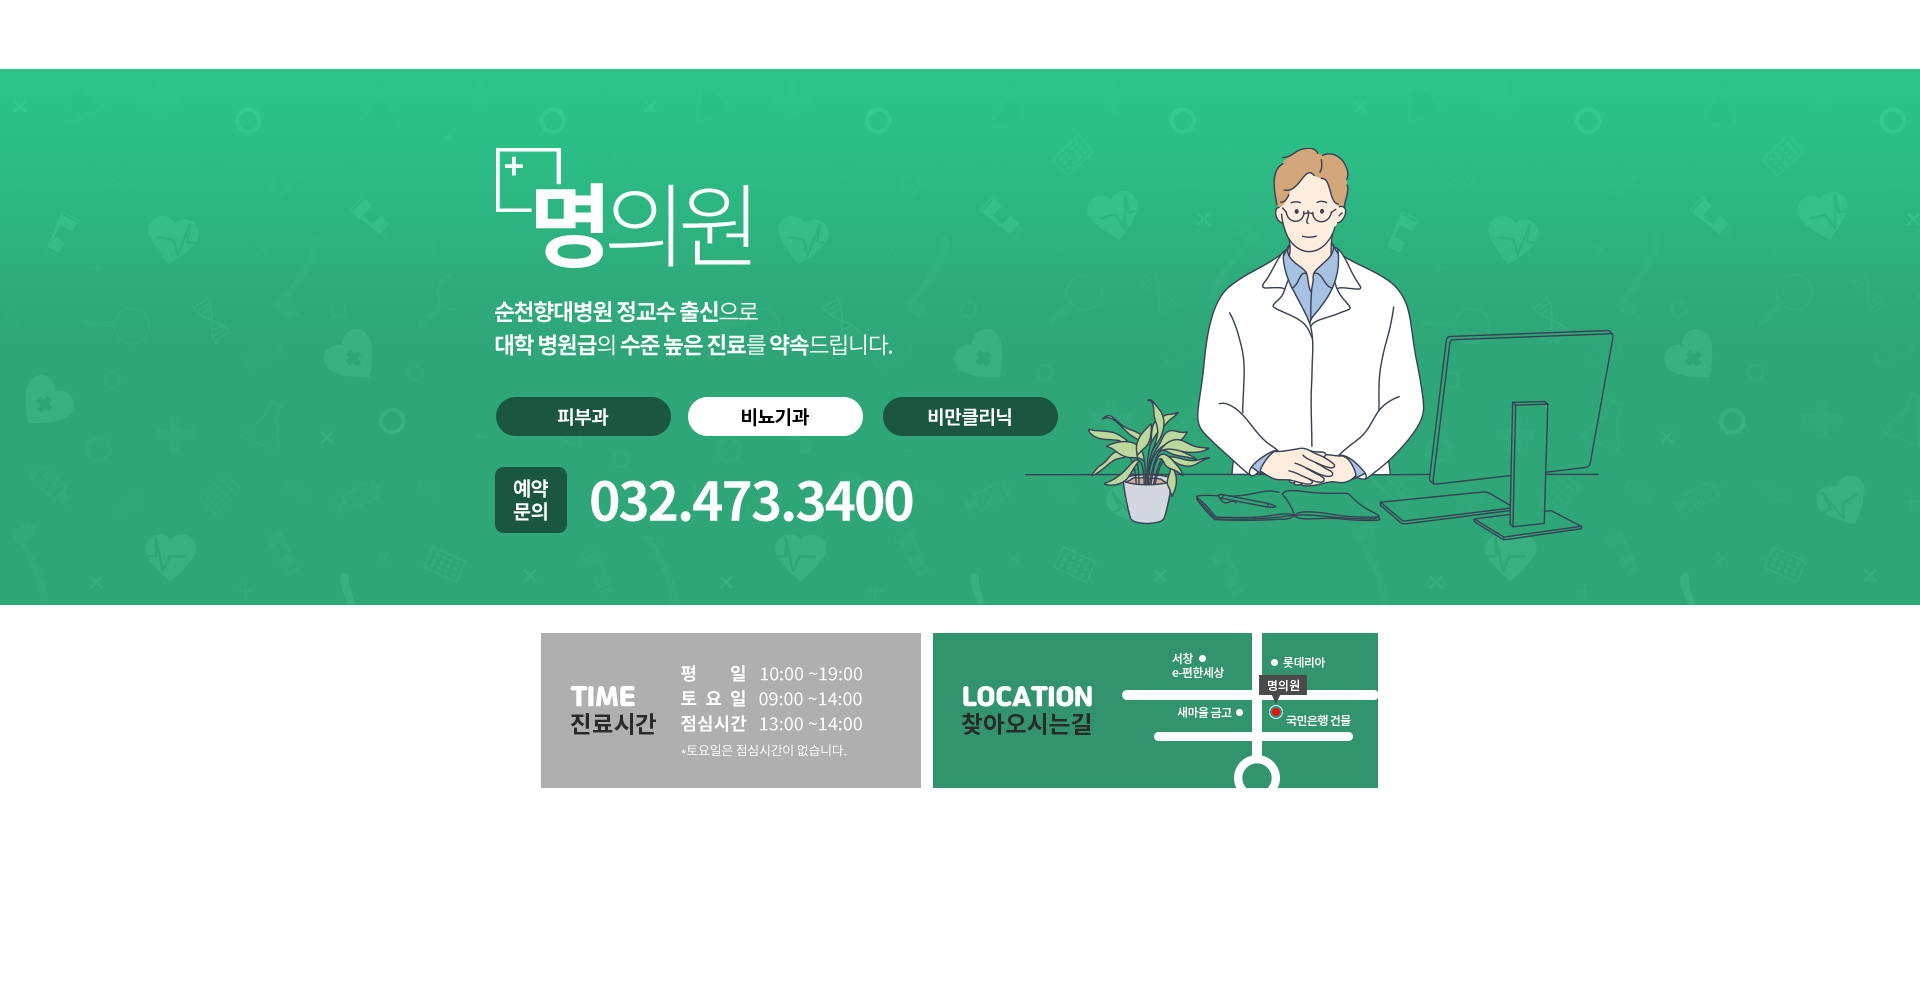 명의원
순천향대병원 정교수 출신으로
대학 병원급의 수준 높은 진료를 약속드립니다.
피부과
비뇨기과
비만클리닉
예약
문의
032.473.3400
TIME
진료시간
평 일 10:00 ~19:00
토 요 일 09:00 ~14:00
점심시간 13:00 ~14:00
*토요일은 점심시간이 없습니다.
LOCATION
찾아오시는길
서창
e-편한세상
롯데리아
명의원
새마을 금고
국민은행 건물